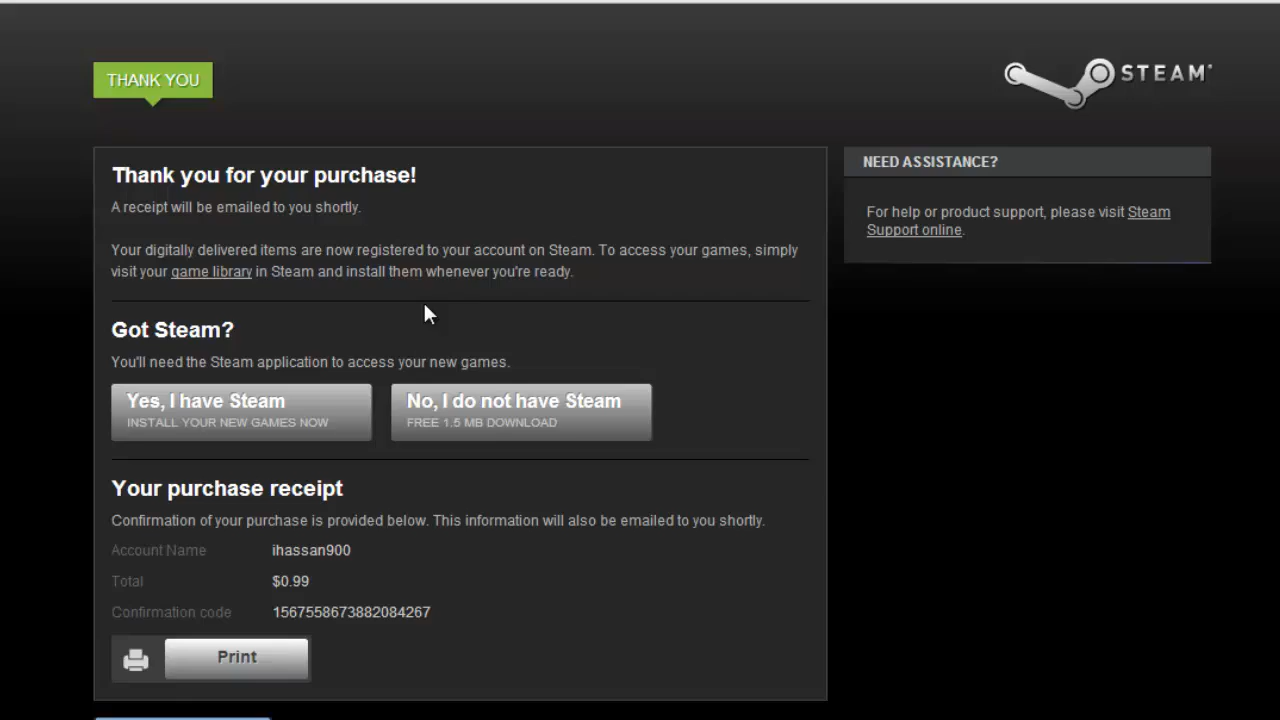 THANK YOU
STEAM
Thank you for your purchase!
A receipt will be emailed to you shortly.
Your digitally delivered items are now registered to your account on Steam. To access your games, simply
visit your game library in Steam and install them whenever you're ready.
Got Steam?
You'll need the Steam application to access your new games.
Yes, I have Steam
INSTALL YOUR NEW GAMES NOW
No, I do not have Steam
FREE 1.5 MB DOWNLOAD
Your purchase receipt
Confirmation of your purchase is provided below. This information will also be emailed to you shortly.
Account Name ihassan900
Total $0.99
Confirmation code 1567558673882084267
Print
NEED ASSISTANCE?
For help or product support, please visit Steam
Support online.